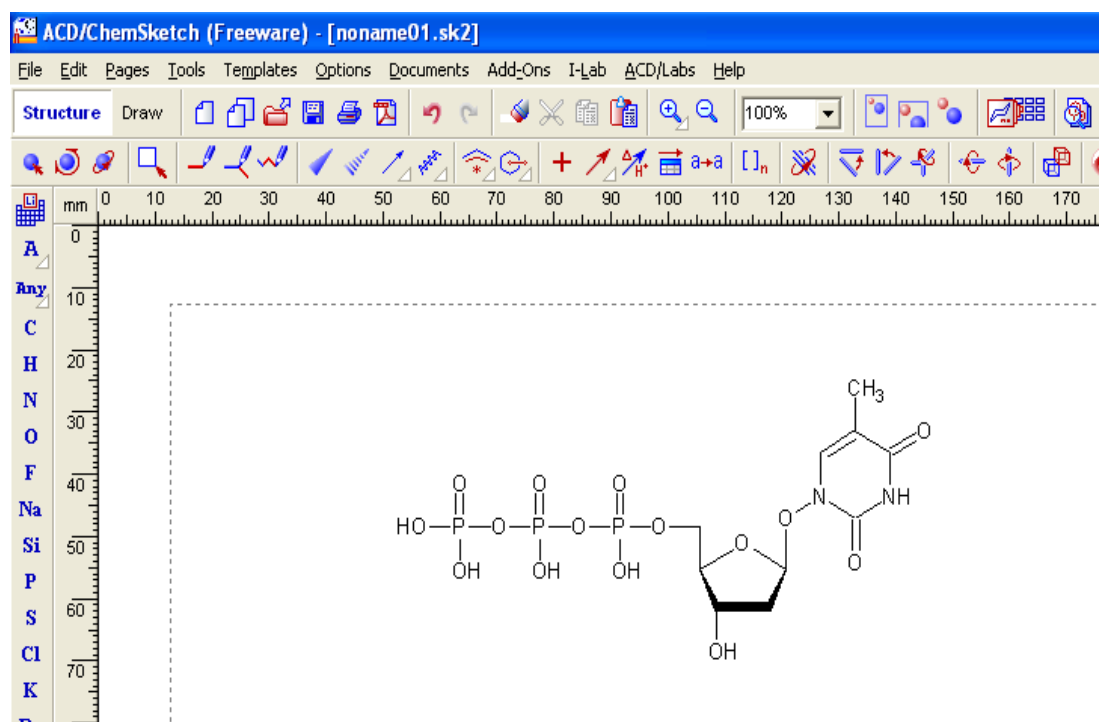 ACD/ChemSketch (Freeware) - [noname01.sk2]
File Edit Pages Tools Templates Options Documents Add-Ons I-Lab ACD/Labs Help
Structure Draw 100%
H a→a [ ]n
Li mm 0 10 20 30 40 50 60 70 80 90 100 110 120 130 140 150 160 170
0
A
Any
10
C
H
20
N
30
O
F
40
Na
Si
50
P
60
S
Cl
70
K
CH3
O
O O O
N NH
HO P O P O P O O
O
OH OH OH
O
OH